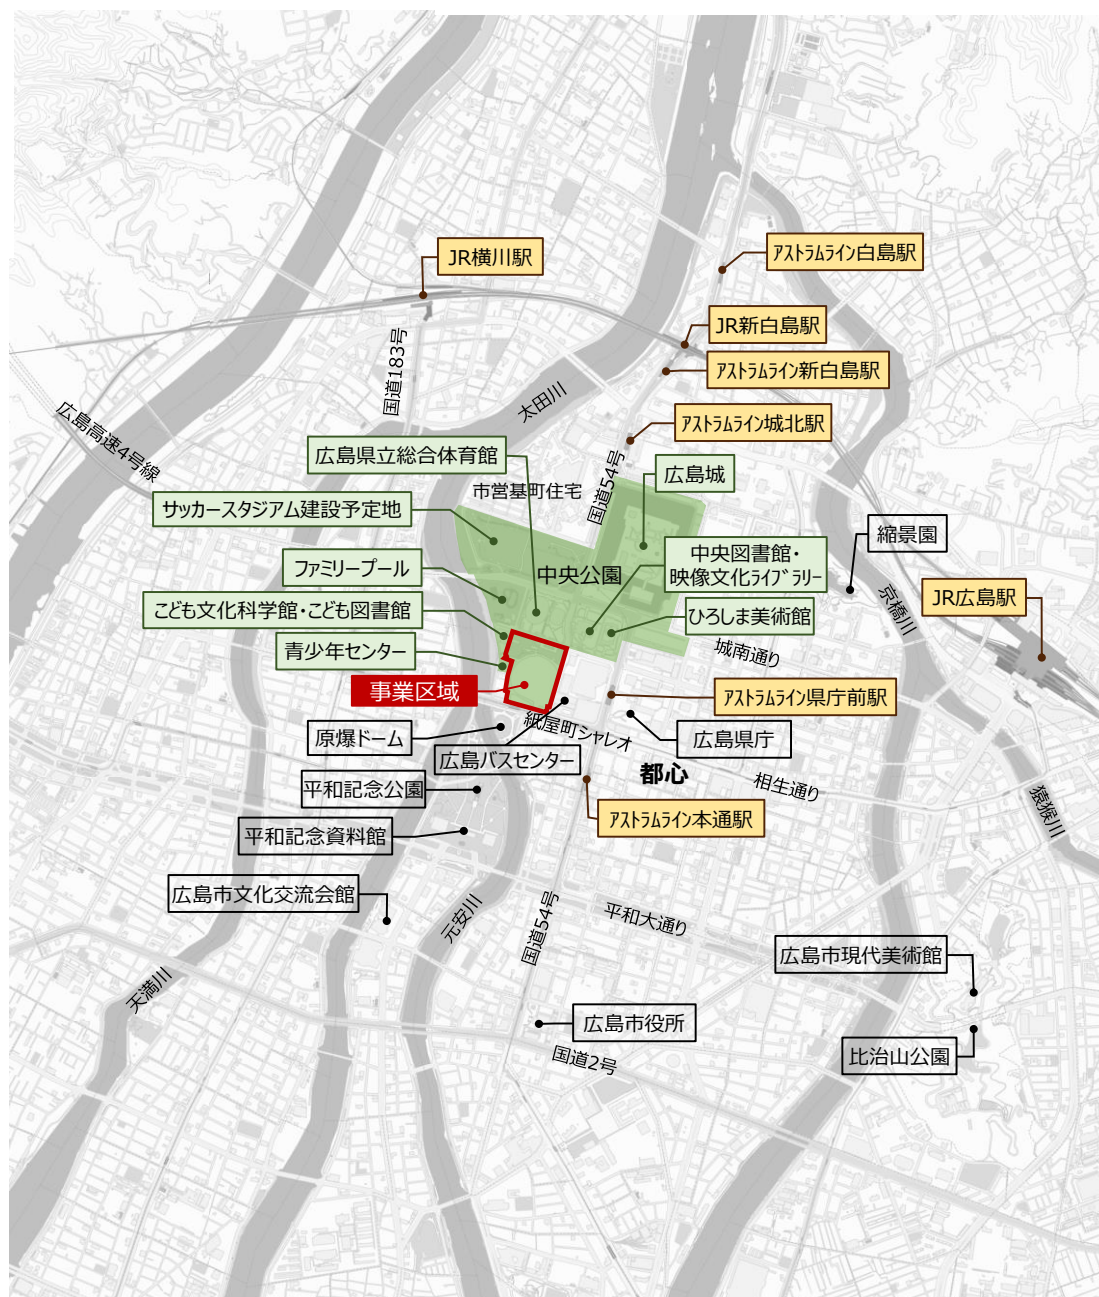 JR横川駅
アストラムライン白島駅
JR新白島駅
アストラムライン新白島駅
国道183号
太田川
広島高速4号線
アストラムライン城北駅
広島県立総合体育館
国道54号
広島城
市営基町住宅
サッカースタジアム建設予定地
縮景園
中央図書館・
映像文化ライブラリー
ファミリープール
中央公園
京橋川
JR広島駅
こども文化科学館・こども図書館
ひろしま美術館
青少年センター
城南通り
事業区域
アストラムライン県庁前駅
原爆ドーム
紙屋町シャレオ
広島県庁
広島バスセンター
都心
相生通り
平和記念公園
猿猴川
アストラムライン本通駅
平和記念資料館
広島市文化交流会館
元安川
国道54号
平和大通り
広島市現代美術館
天満川
広島市役所
比治山公園
国道2号